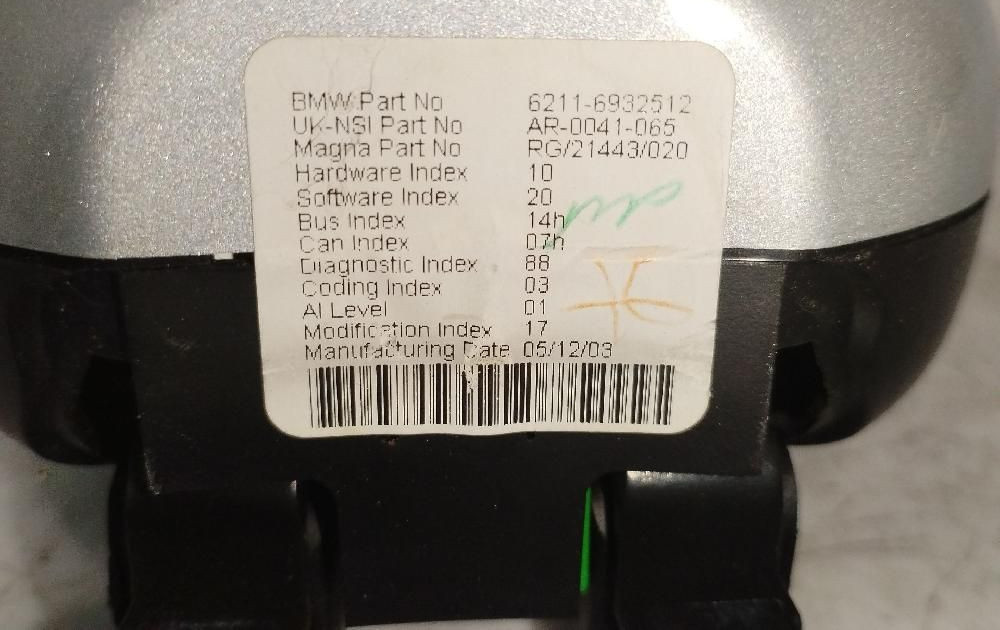 BMW Part No 6211-6932512
UK-NSI Part No AR-0041-065
Magna Part No RG/21443/020
Hardware Index 10
Software Index 20
Bus Index 14h
Can Index 07h
Diagnostic Index 88
Coding Index 03
AI Level 01
Modification Index 17
Manufacturing Date 05/12/03